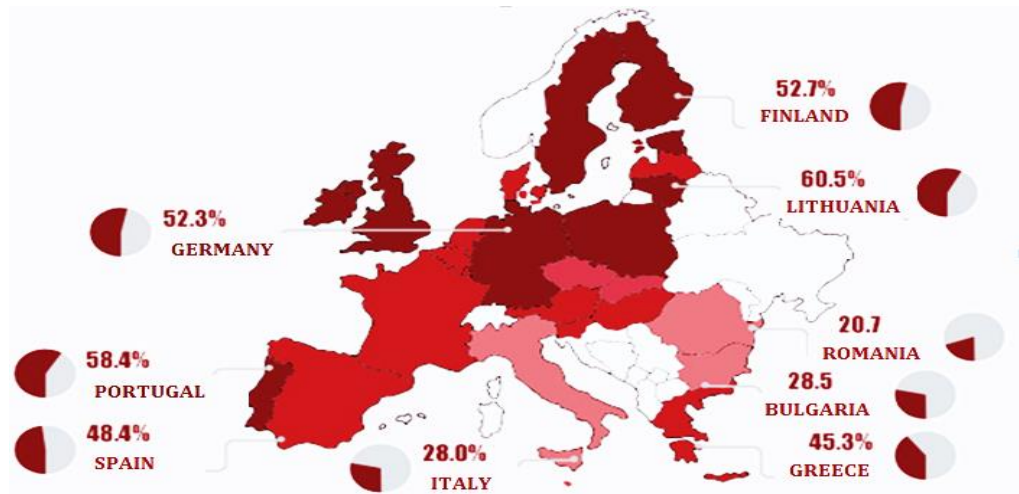 52.7%
FINLAND
60.5%
LITHUANIA
52.3%
GERMANY
20.7
ROMANIA
58.4%
PORTUGAL
28.5
BULGARIA
48.4%
SPAIN
28.0%
ITALY
45.3%
GREECE